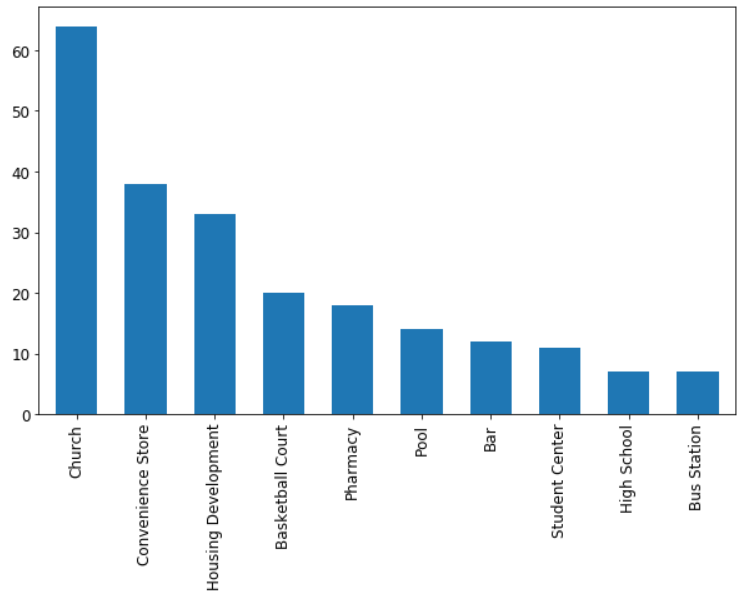 60
50
40
30
20
10
0
Church
Convenience Store
Housing Development
Basketball Court
Pharmacy
Pool
Bar
Student Center
High School
Bus Station